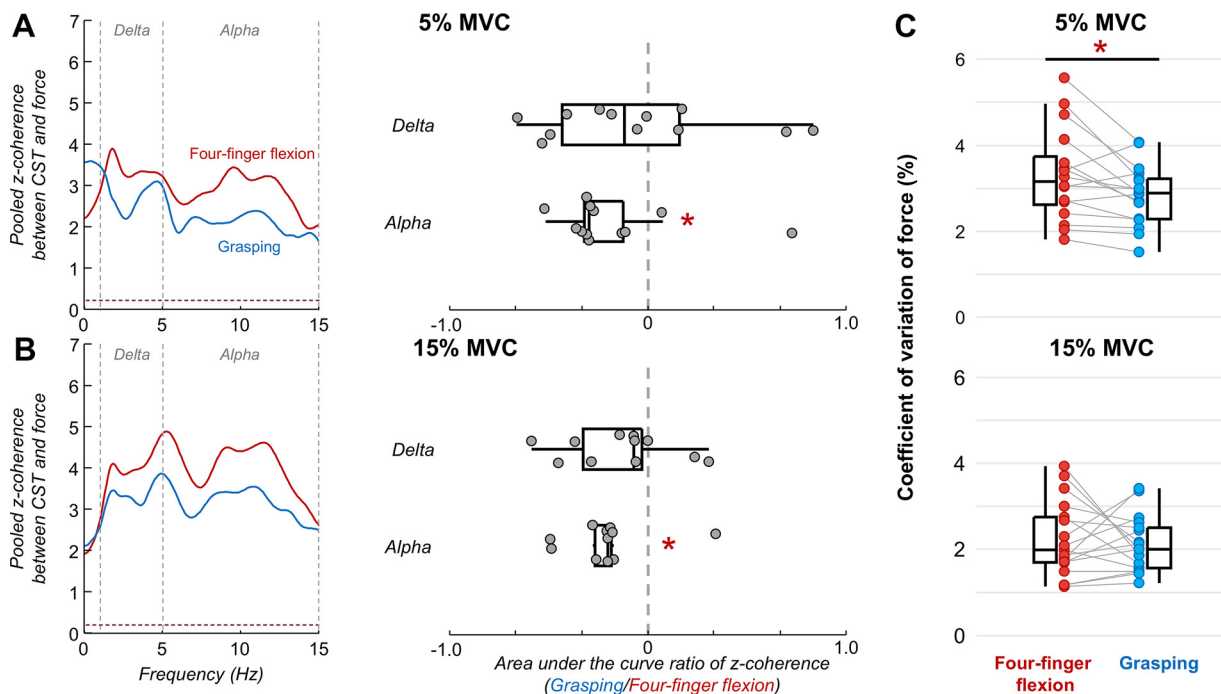 A
5% MVC
C
5% MVC
Delta
Alpha
7
6
5
4
3
2
1
0
Pooled z-coherence
between CST and force
Four-finger flexion
Grasping
0
5
10
15
Delta
Alpha
*
-1.0
0
1.0
B
15% MVC
Delta
Alpha
7
6
5
4
3
2
1
0
Pooled z-coherence
between CST and force
0
5
10
15
Frequency (Hz)
Delta
Alpha
*
-1.0
0
1.0
Area under the curve ratio of z-coherence
(Grasping/Four-finger flexion)
Coefficient of variation of force (%)
*
6
4
2
0
15% MVC
6
4
2
0
Four-finger
flexion
Grasping